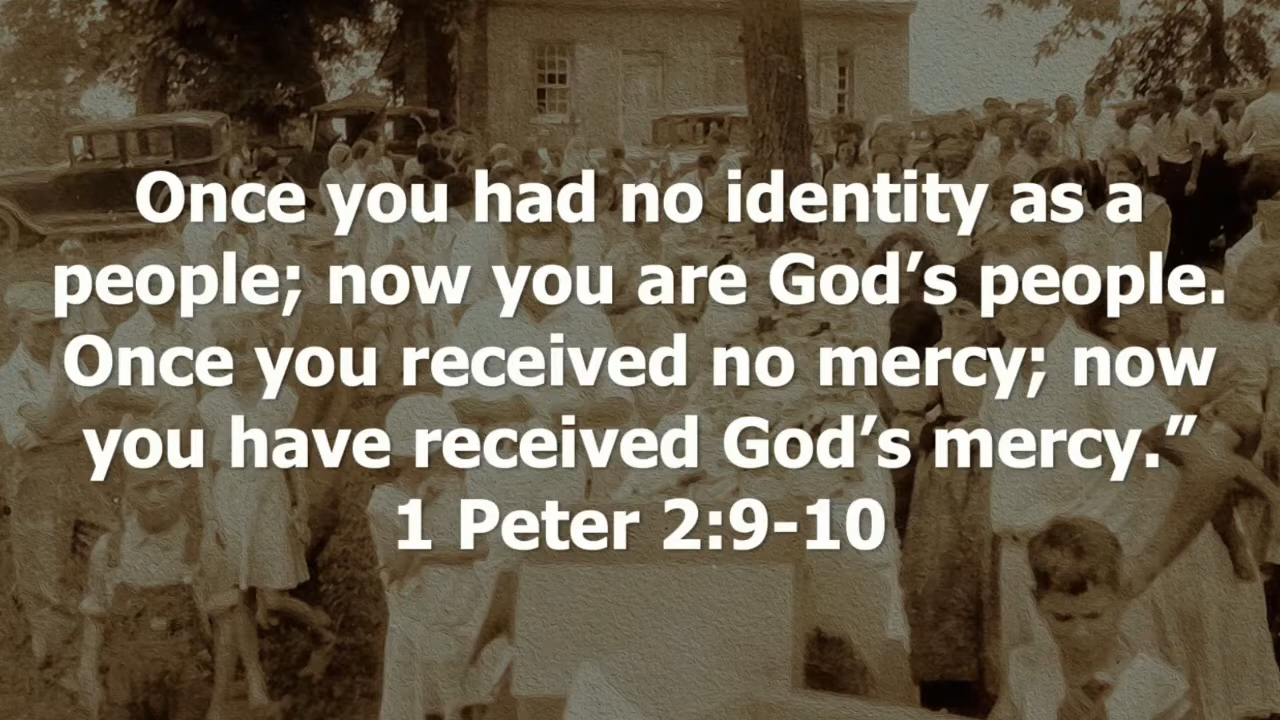 Once you had no identity as a
people; now you are God’s people.
Once you received no mercy; now
you have received God’s mercy.”
1 Peter 2:9-10